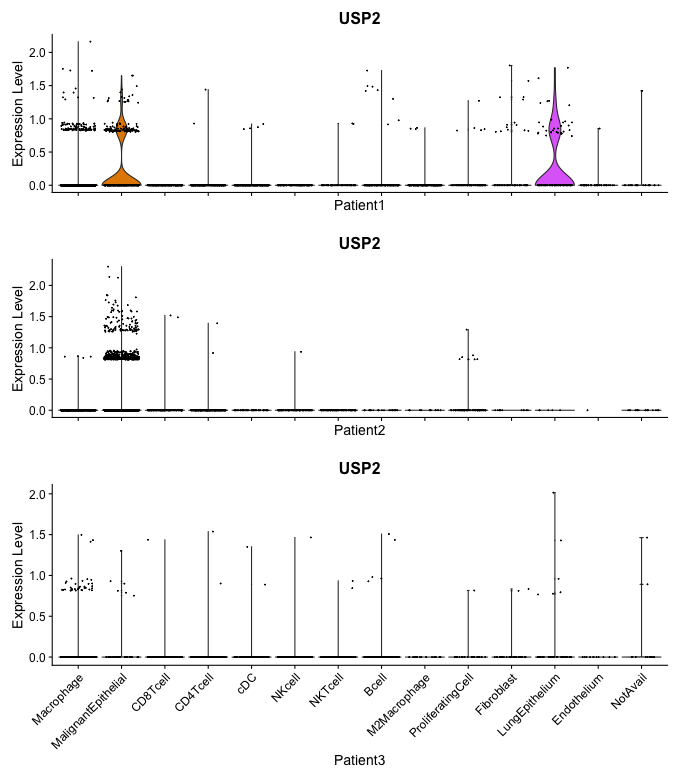 USP2
Expression Level
2.0
1.5
1.0
0.5
0.0
Patient1
USP2
Expression Level
2.0
1.5
1.0
0.5
0.0
Patient2
USP2
Expression Level
2.0
1.5
1.0
0.5
0.0
Macrophage
MalignantEpithelial
CD8Tcell
CD4Tcell
cDC
NKcell
NKTcell
Bcell
M2Macrophage
ProliferatingCell
Fibroblast
LungEpithelium
Endothelium
NotAvail
Patient3